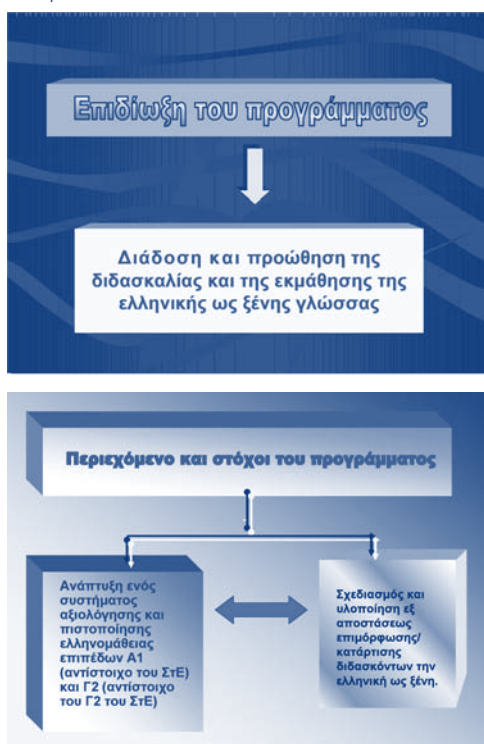 Επιδίωξη του προγράμματος
Διάδοση και προώθηση της
διδασκαλίας και της εκμάθησης της
ελληνικής ως ξένης γλώσσας
Περιεχόμενο και στόχοι του προγράμματος
Ανάπτυξη ενός
συστήματος
αξιολόγησης και
πιστοποίησης
ελληνομάθειας
επιπέδων Α1
(αντίστοιχο του ΣτΕ)
και Γ2 (αντίστοιχο
του Γ2 του ΣτΕ)
Σχεδιασμός και
υλοποίηση εξ
αποστάσεως
επιμόρφωσης/
κατάρτισης
διδασκόντων την
ελληνική ως ξένη.